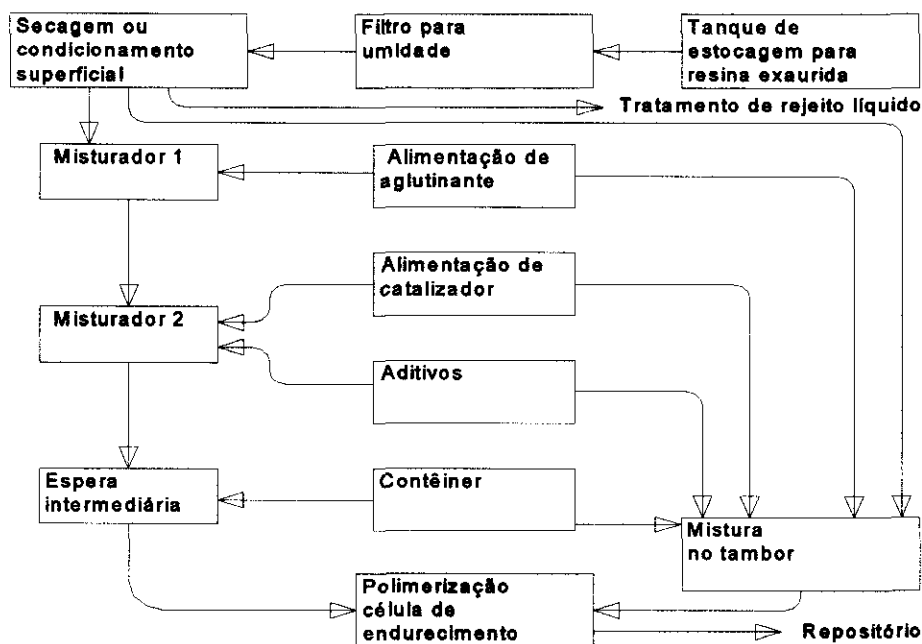 Secagem ou
condicionamento
superficial
Filtro para
umidade
Tanque de
estocagem para
resina exaurida
Tratamento de rejeito líquido
Misturador 1
Alimentação de
aglutinante
Alimentação de
catalizador
Misturador 2
Aditivos
Espera
intermediária
Contêiner
Mistura
no tambor
Polimerização
célula de
endurecimento
Repositório